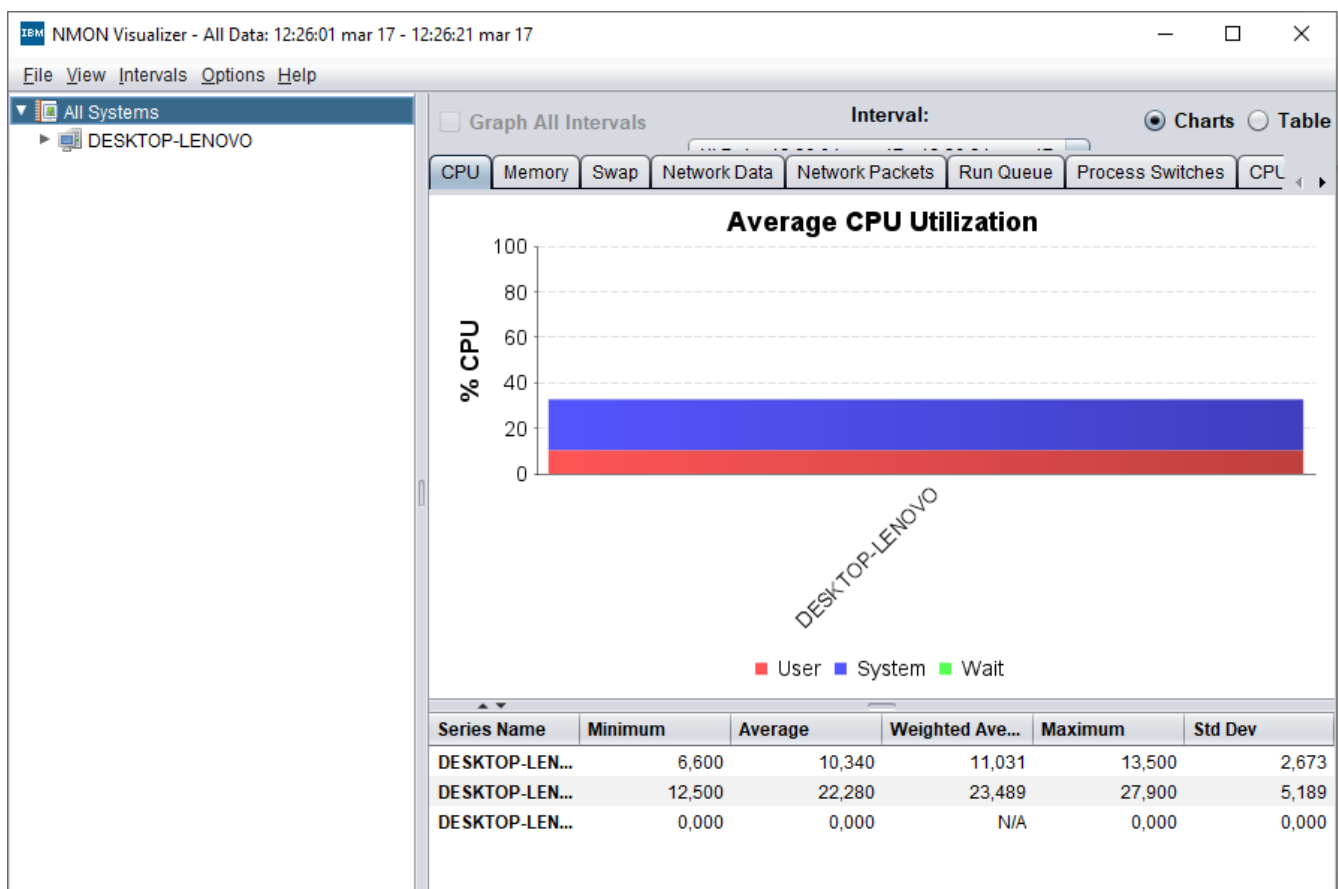 IBM NMON Visualizer - All Data: 12:26:01 mar 17 - 12:26:21 mar 17
File View Intervals Options Help
All Systems
DESKTOP-LENOVO
Graph All Intervals
Interval:
Charts
Table
CPU Memory Swap Network Data Network Packets Run Queue Process Switches CPU
Average CPU Utilization
% CPU
100
80
60
40
20
0
DESKTOP-LENOVO
User System Wait
Series Name Minimum Average Weighted Ave... Maximum Std Dev
DESKTOP-LEN... 6,600 10,340 11,031 13,500 2,673
DESKTOP-LEN... 12,500 22,280 23,489 27,900 5,189
DESKTOP-LEN... 0,000 0,000 N/A 0,000 0,000